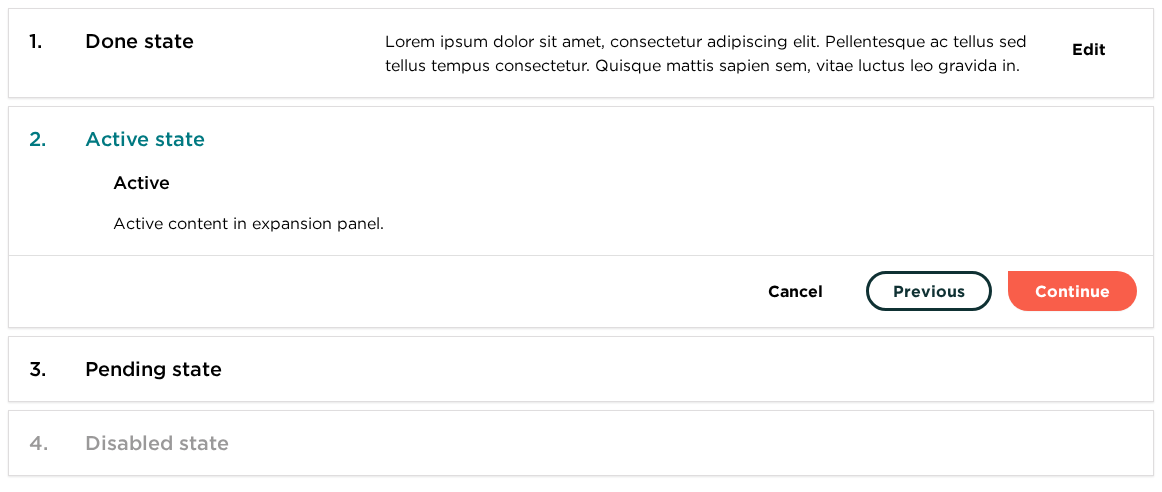 1. Done state Lorem ipsum dolor sit amet, consectetur adipiscing elit. Pellentesque ac tellus sed Edit
tellus tempus consectetur. Quisque mattis sapien sem, vitae luctus leo gravida in.
2. Active state
Active
Active content in expansion panel.
Cancel Previous Continue
3. Pending state
4. Disabled state